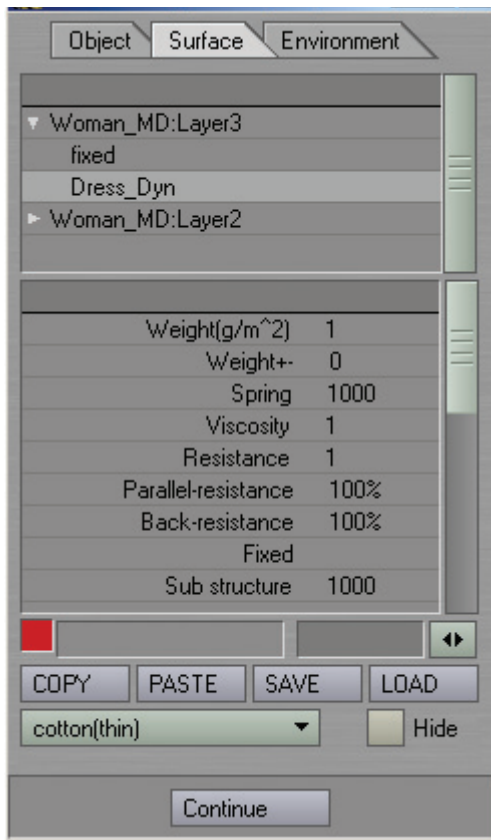 Object Surface Environment
Woman_MD:Layer3
fixed
Dress_Dyn
Woman_MD:Layer2
Weight(g/m^2) 1
Weight+- 0
Spring 1000
Viscosity 1
Resistance 1
Parallel-resistance 100%
Back-resistance 100%
Fixed
Sub structure 1000
COPY PASTE SAVE LOAD
cotton(thin) Hide
Continue